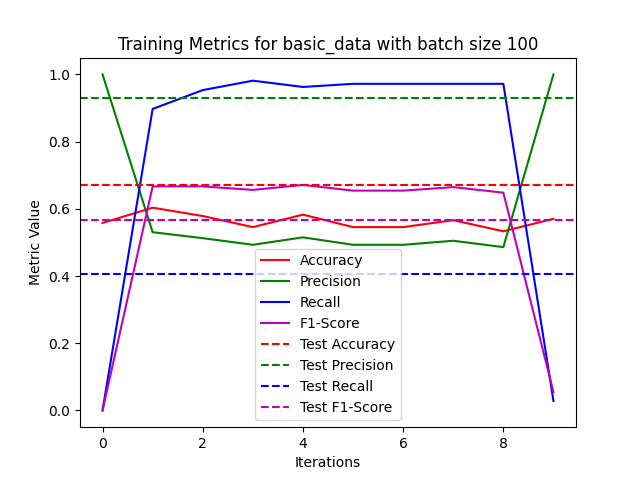 Training Metrics for basic_data with batch size 100
Metric Value
1.0
0.8
0.6
0.4
0.2
0.0
Accuracy
Precision
Recall
F1-Score
Test Accuracy
Test Precision
Test Recall
Test F1-Score
0 2 4 6 8
Iterations